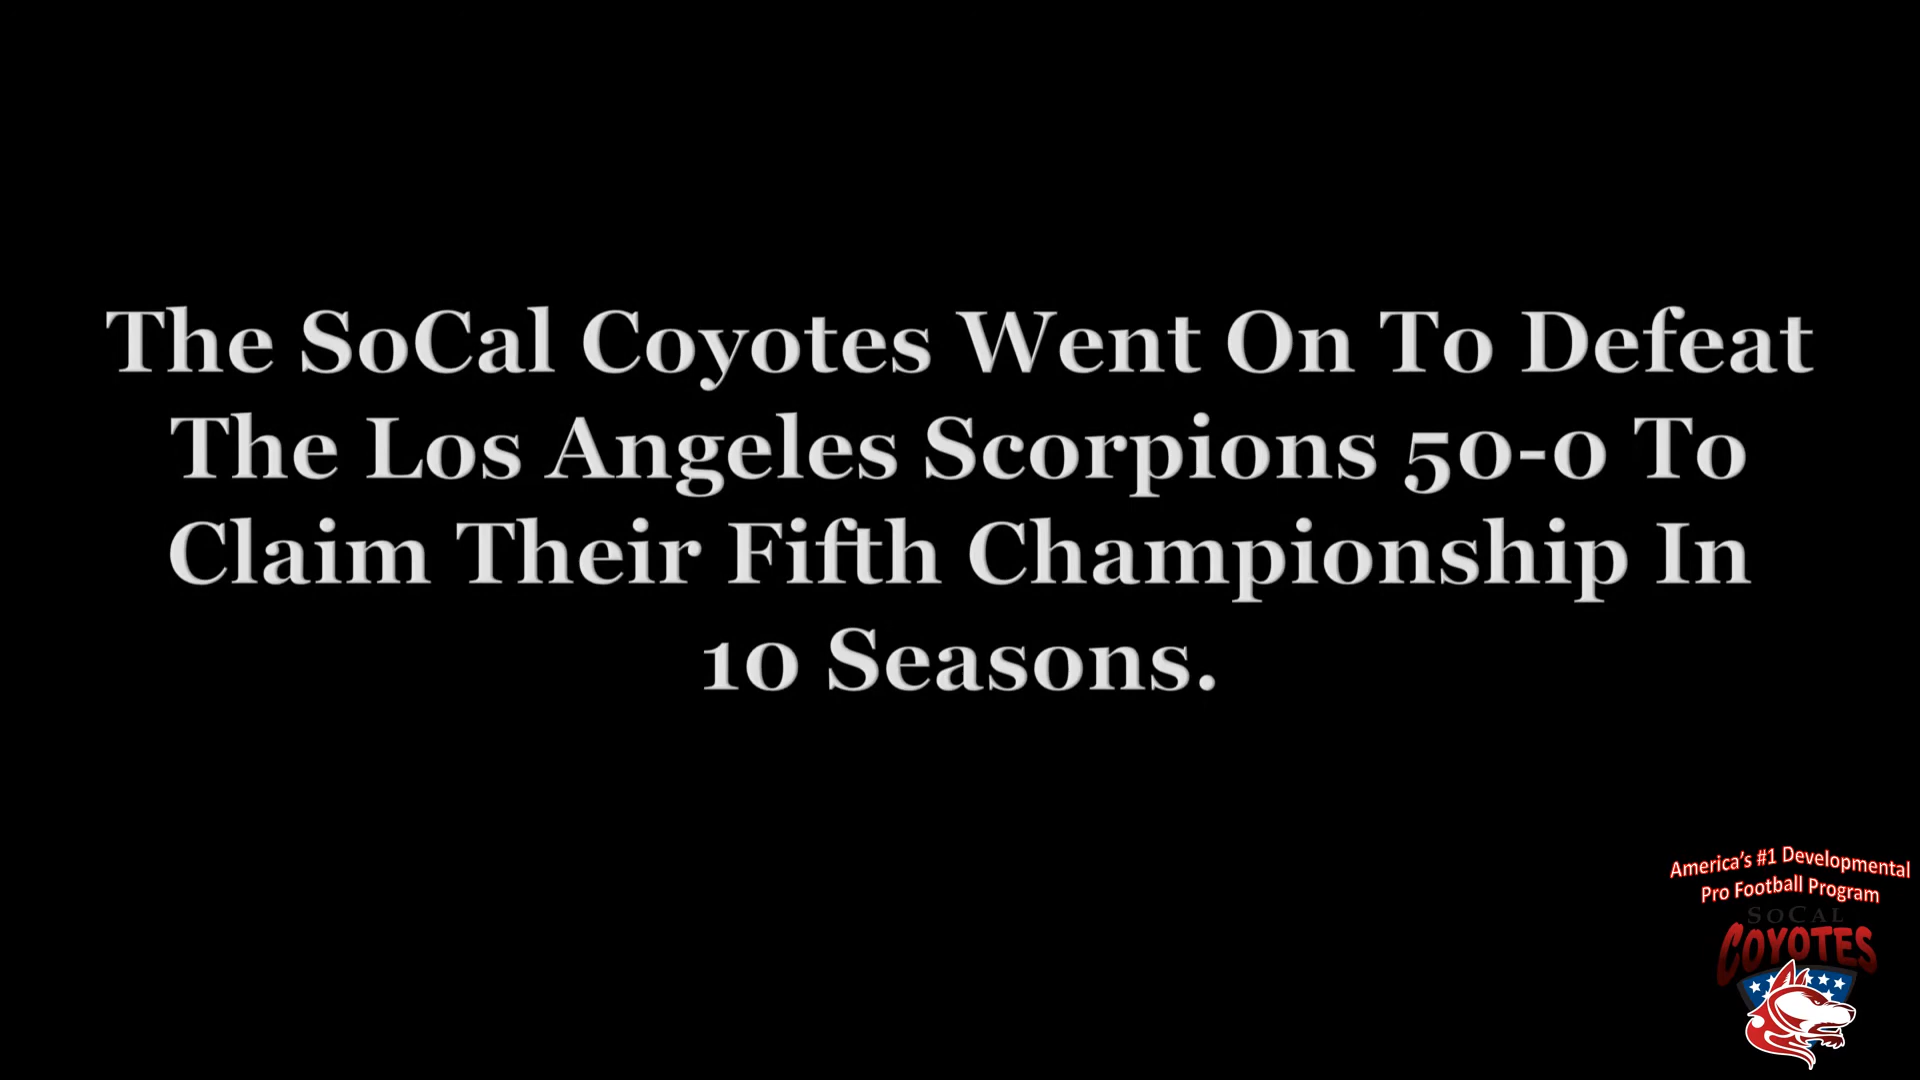 The SoCal Coyotes Went On To Defeat
The Los Angeles Scorpions 50-0 To
Claim Their Fifth Championship In
10 Seasons.
America's #1 Developmental
Pro Football Program
SoCal
COYOTES